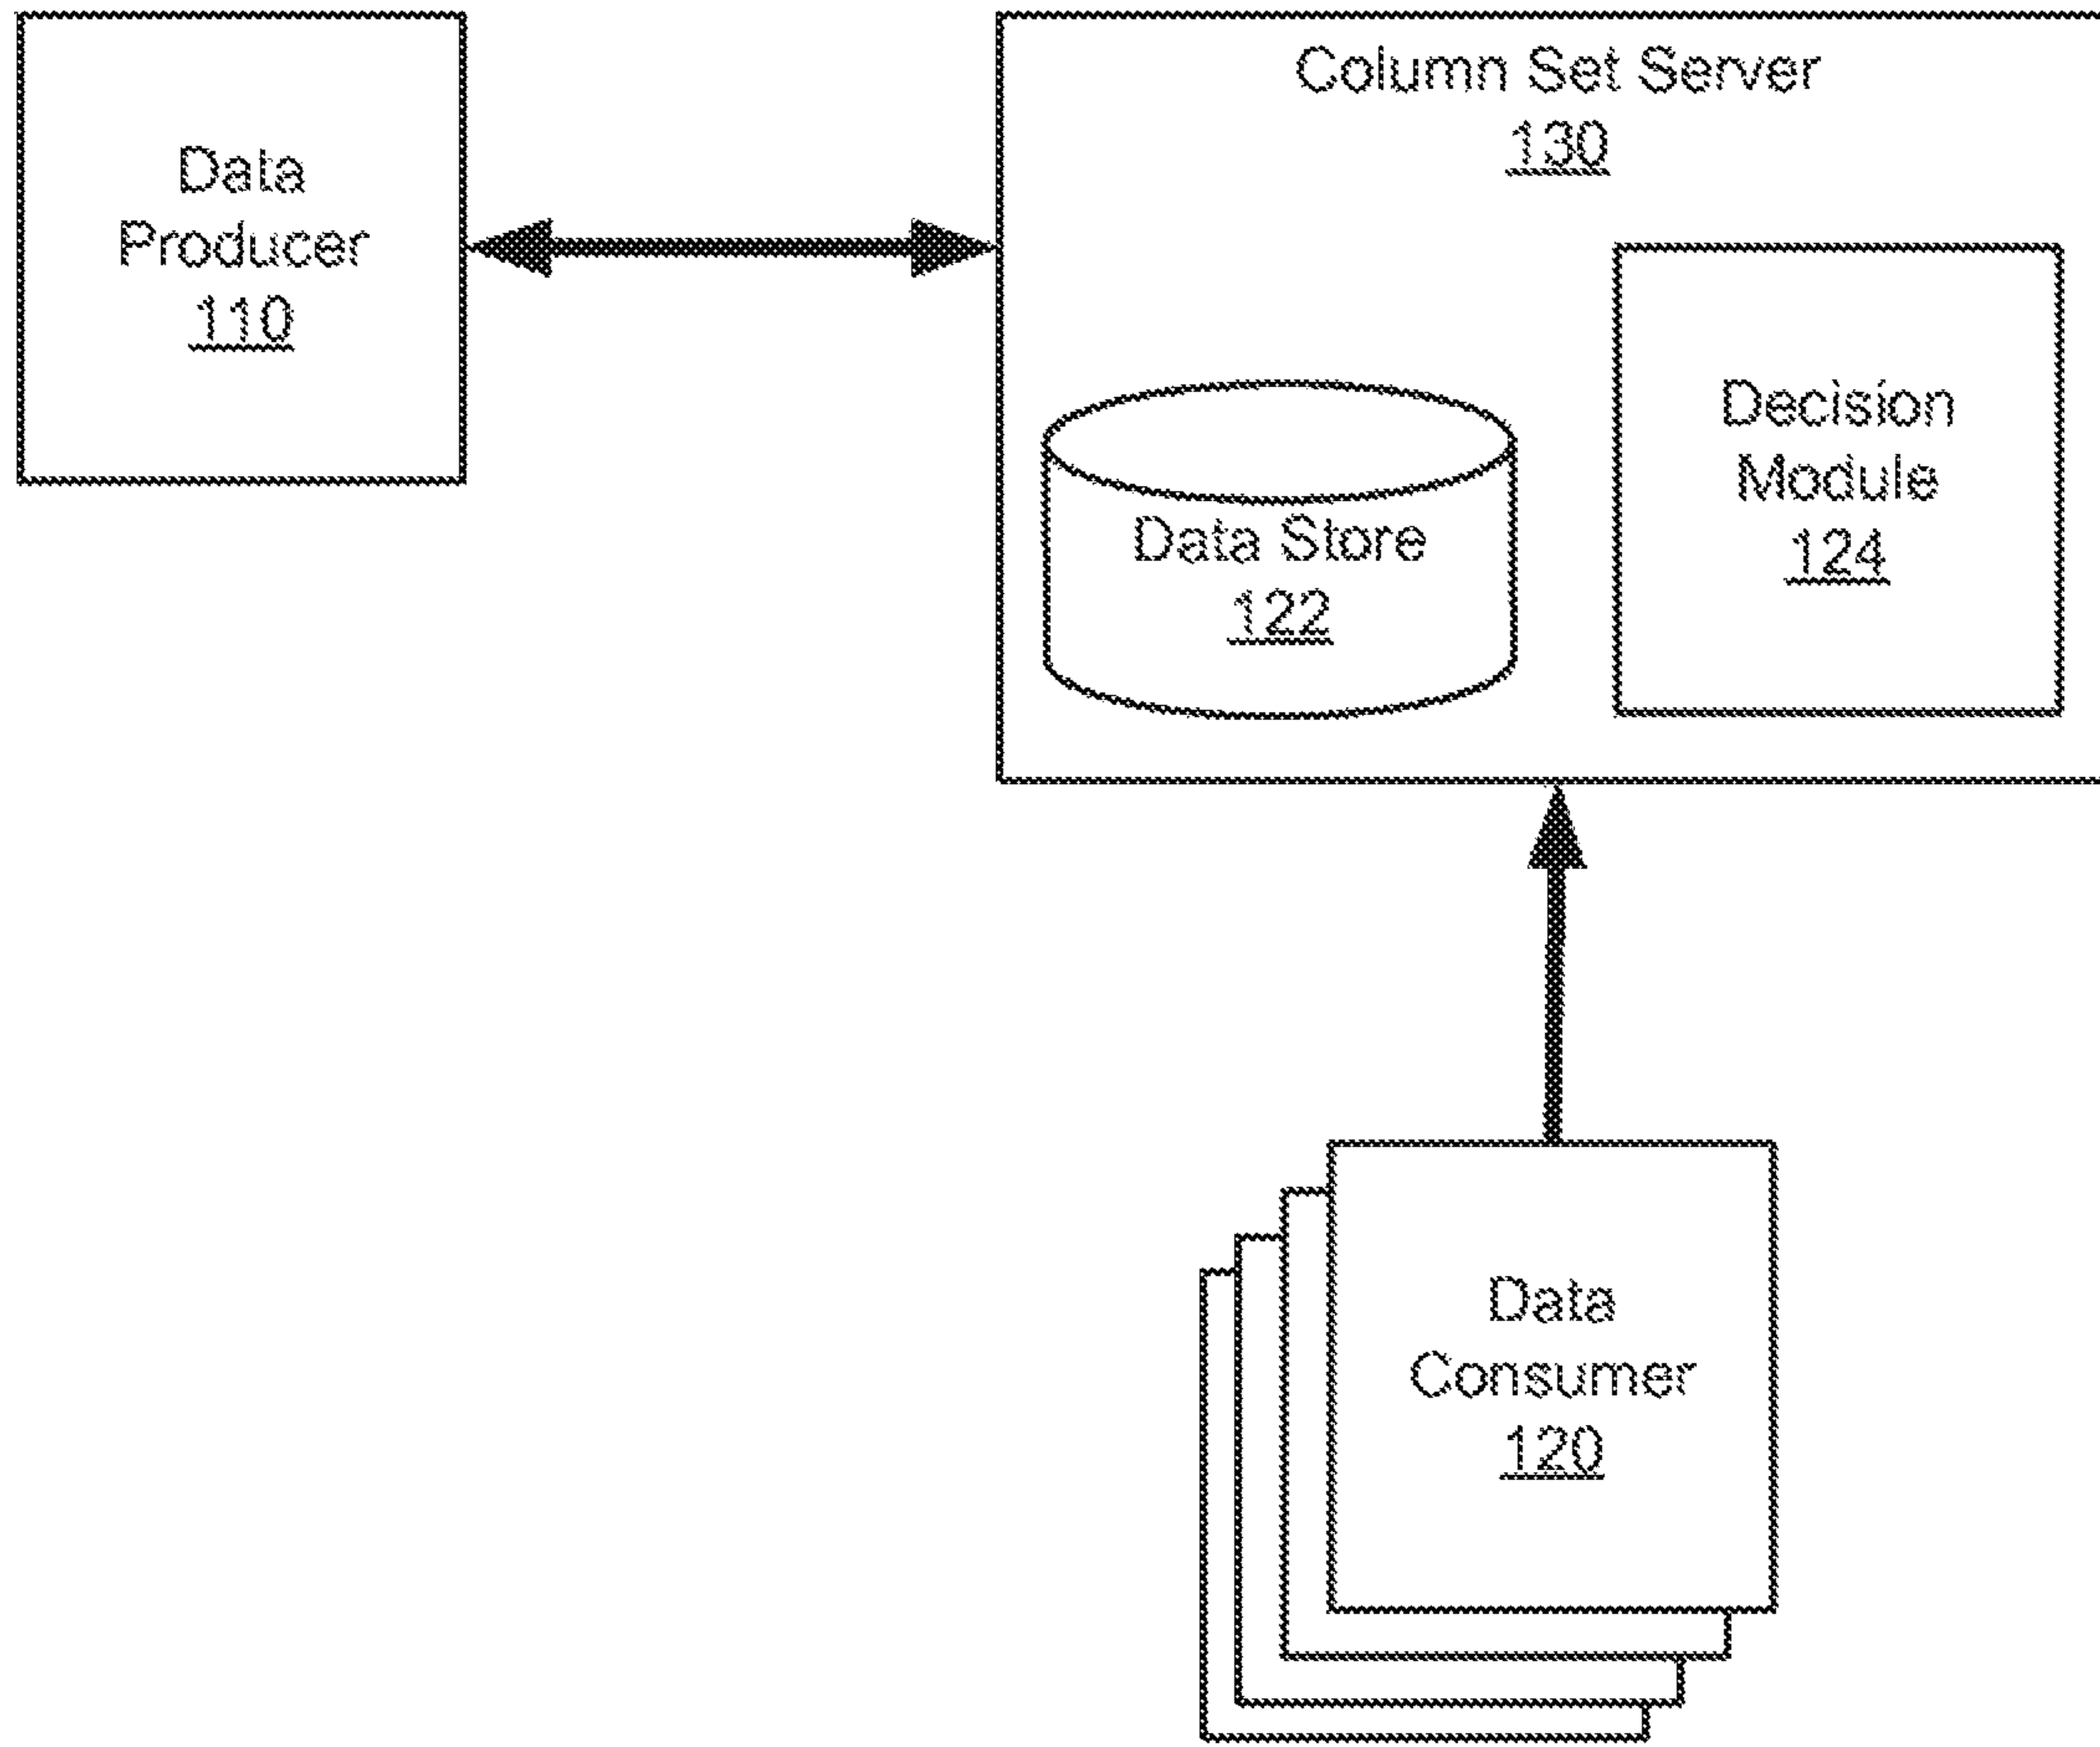 Data
Producer
110
Column Set Server
130
Data Store
122
Decision
Module
124
Data
Consumer
120